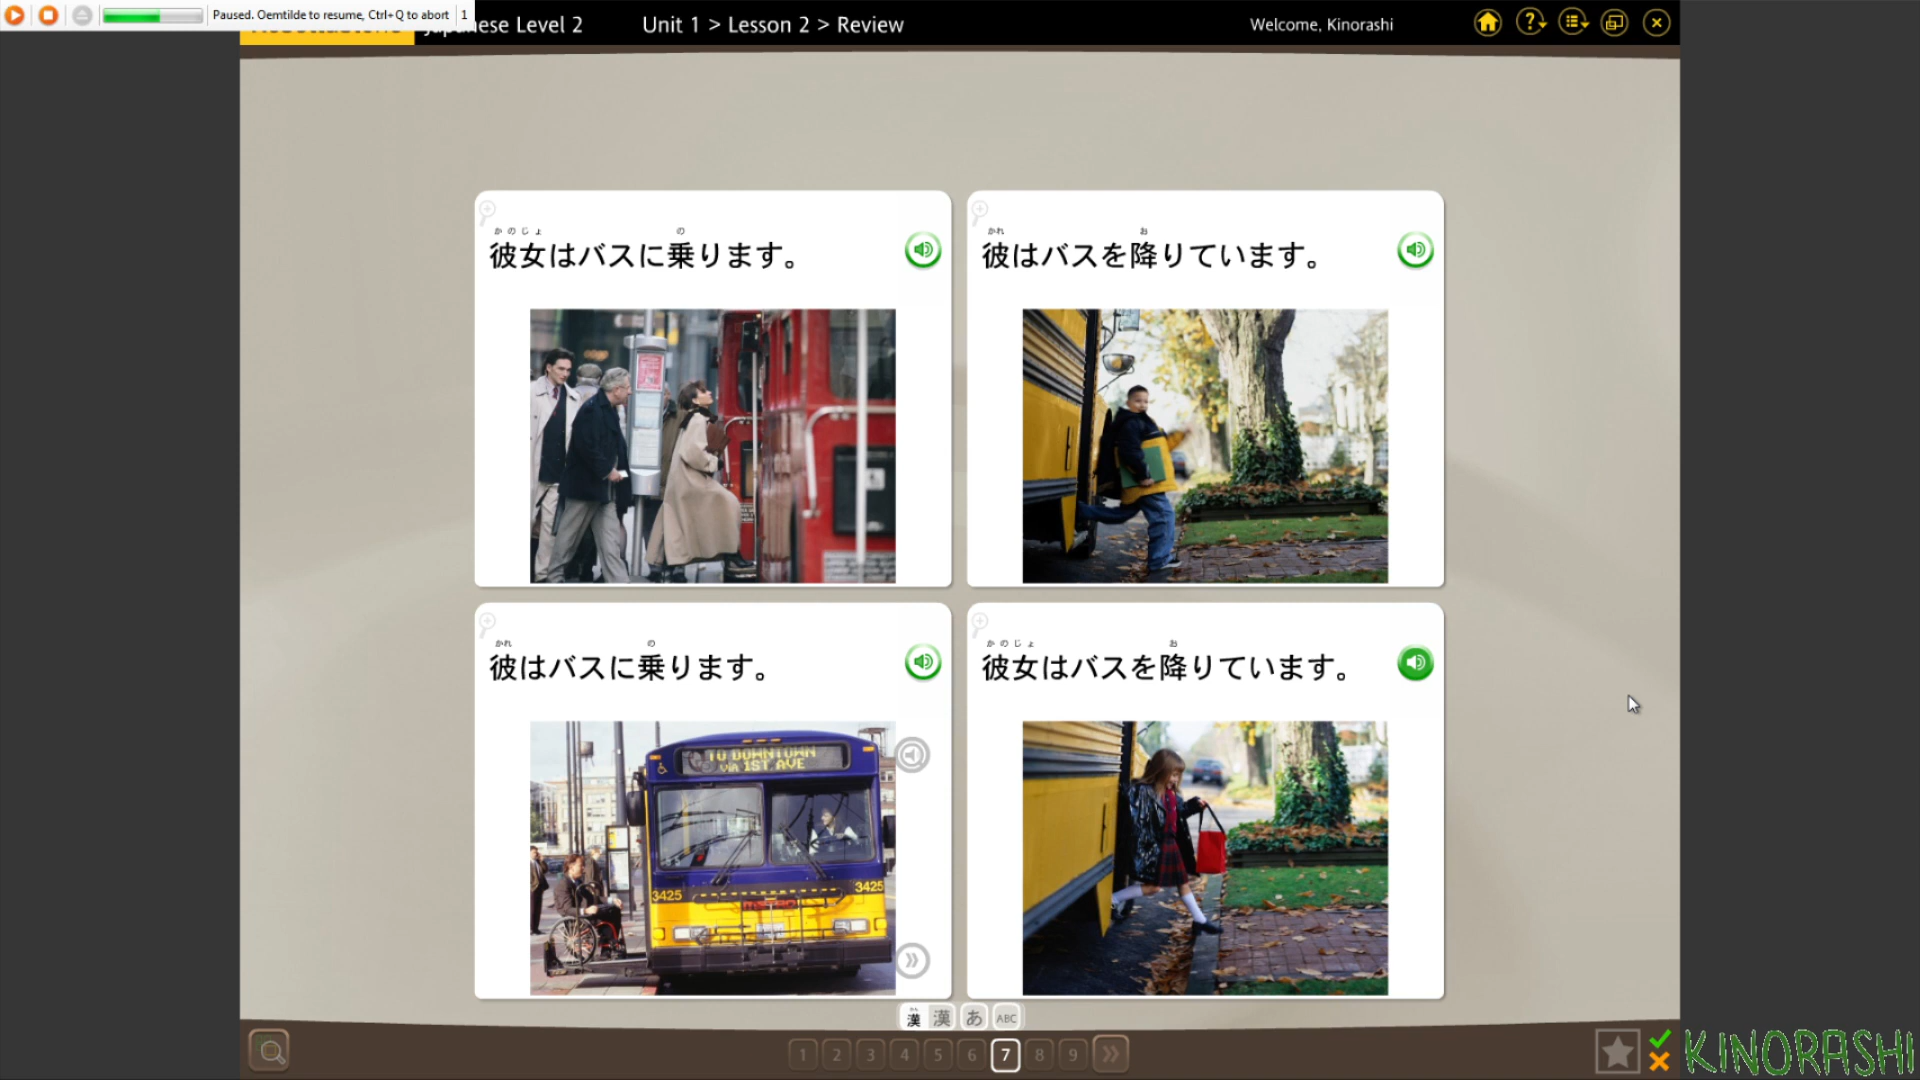 Paused. Oemtilde to resume, Ctrl+Q to abort
1
Japanese Level 2
Unit 1 > Lesson 2 > Review
Welcome, Kinorashi
かのじょ の
彼女はバスに乗ります。
かれ お
彼はバスを降りています。
かれ の
彼はバスに乗ります。
かのじょ お
彼女はバスを降りています。
TO DOWNTOWN
via 1ST AVE
3425
3425
漢 漢 あ ABC
1 2 3 4 5 6 7 8 9
KINORASHI